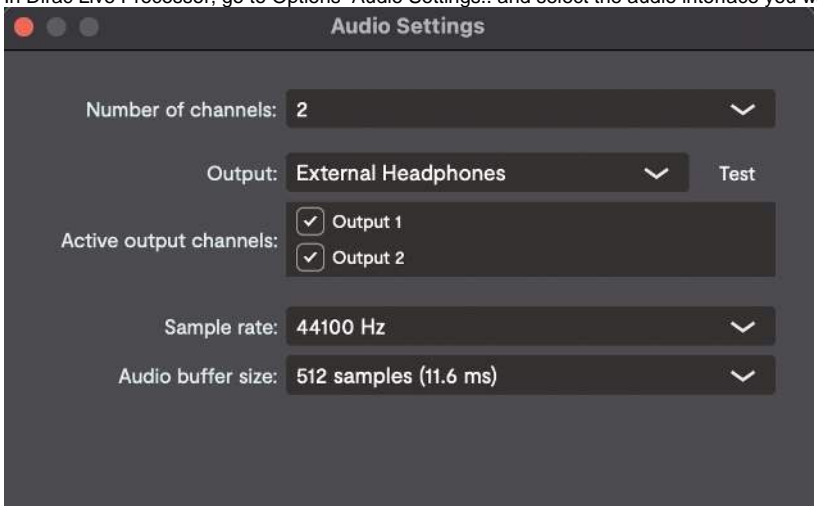 In Dirac Live Processor, go to Options Audio Settings.. and select the audio interface you w
Audio Settings
Number of channels: 2
Output: External Headphones Test
Active output channels:
Output 1
Output 2
Sample rate: 44100 Hz
Audio buffer size: 512 samples (11.6 ms)